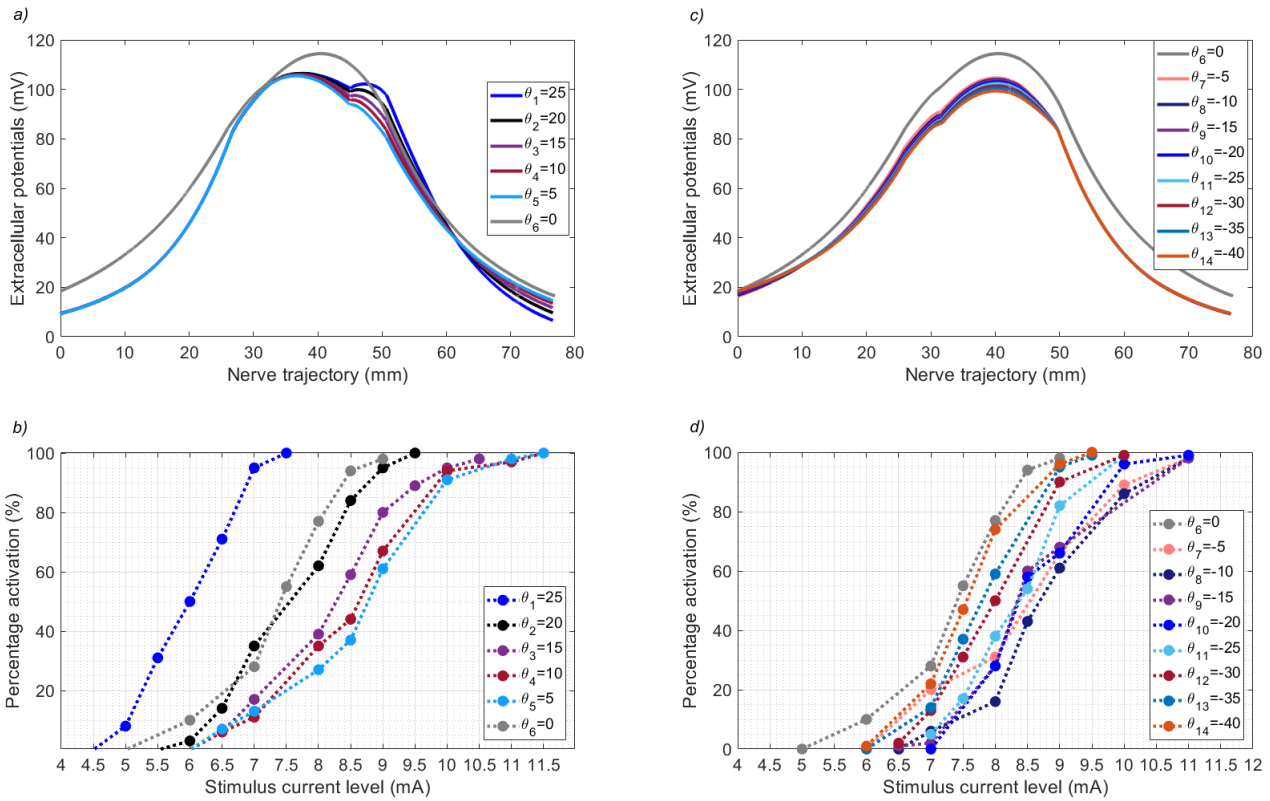 a)
120
100
80
60
40
20
0
Extracellular potentials (mV)
0 10 20 30 40 50 60 70 80
Nerve trajectory (mm)
θ1=25
θ2=20
θ3=15
θ4=10
θ5=5
θ6=0
c)
120
100
80
60
40
20
0
Extracellular potentials (mV)
0 10 20 30 40 50 60 70 80
Nerve trajectory (mm)
θ6=0
θ7=-5
θ8=-10
θ9=-15
θ10=-20
θ11=-25
θ12=-30
θ13=-35
θ14=-40
b)
100
80
60
40
20
Percentage activation (%)
4 4.5 5 5.5 6 6.5 7 7.5 8 8.5 9 9.5 10 10.5 11 11.5
Stimulus current level (mA)
θ1=25
θ2=20
θ3=15
θ4=10
θ5=5
θ6=0
d)
100
80
60
40
20
0
Percentage activation (%)
4 4.5 5 5.5 6 6.5 7 7.5 8 8.5 9 9.5 10 10.5 11 11.5 12
Stimulus current level (mA)
θ6=0
θ7=-5
θ8=-10
θ9=-15
θ10=-20
θ11=-25
θ12=-30
θ13=-35
θ14=-40